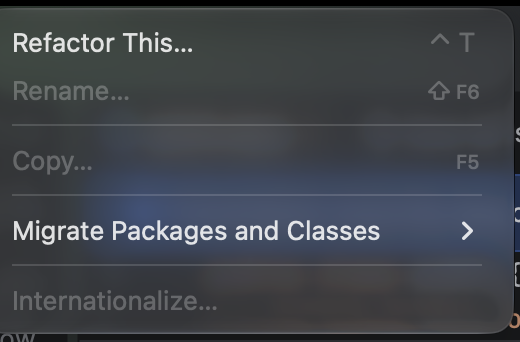 Refactor This... ^ T
Rename... ⇧ F6
Copy... F5
Migrate Packages and Classes >
Internationalize...